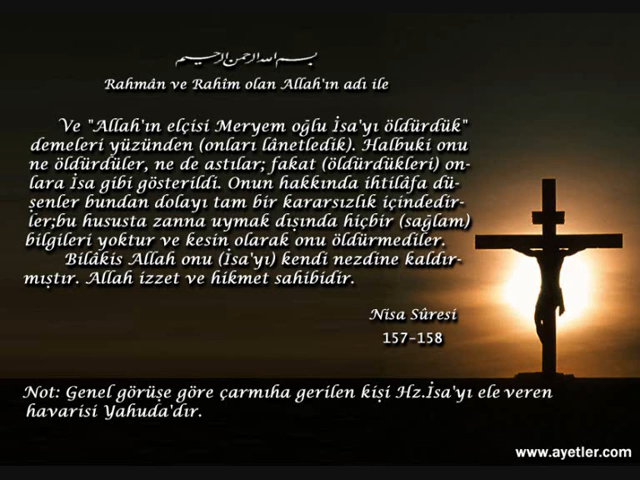 بسم الله الرحمن الرحيم
Rahmân ve Rahîm olan Allah'ın adı ile
Ve "Allah'ın elçisi Meryem oğlu İsa'yı öldürdük"
demeleri yüzünden (onları lânetledik). Halbuki onu
ne öldürdüler, ne de astılar; fakat (öldürdükleri) on-
lara İsa gibi gösterildi. Onun hakkında ihtilâfa dü-
şenler bundan dolayı tam bir kararsızlık içindedir-
ler;bu hususta zanna uymak dışında hiçbir (sağlam)
bilgileri yoktur ve kesin olarak onu öldürmediler.
Bilâkis Allah onu (İsa'yı) kendi nezdine kaldır-
mıştır. Allah izzet ve hikmet sahibidir.
Nisa Sûresi
157-158
Not: Genel görüşe göre çarmıha gerilen kişi Hz.İsa'yı ele veren
havarisi Yahuda'dır.
www.ayetler.com